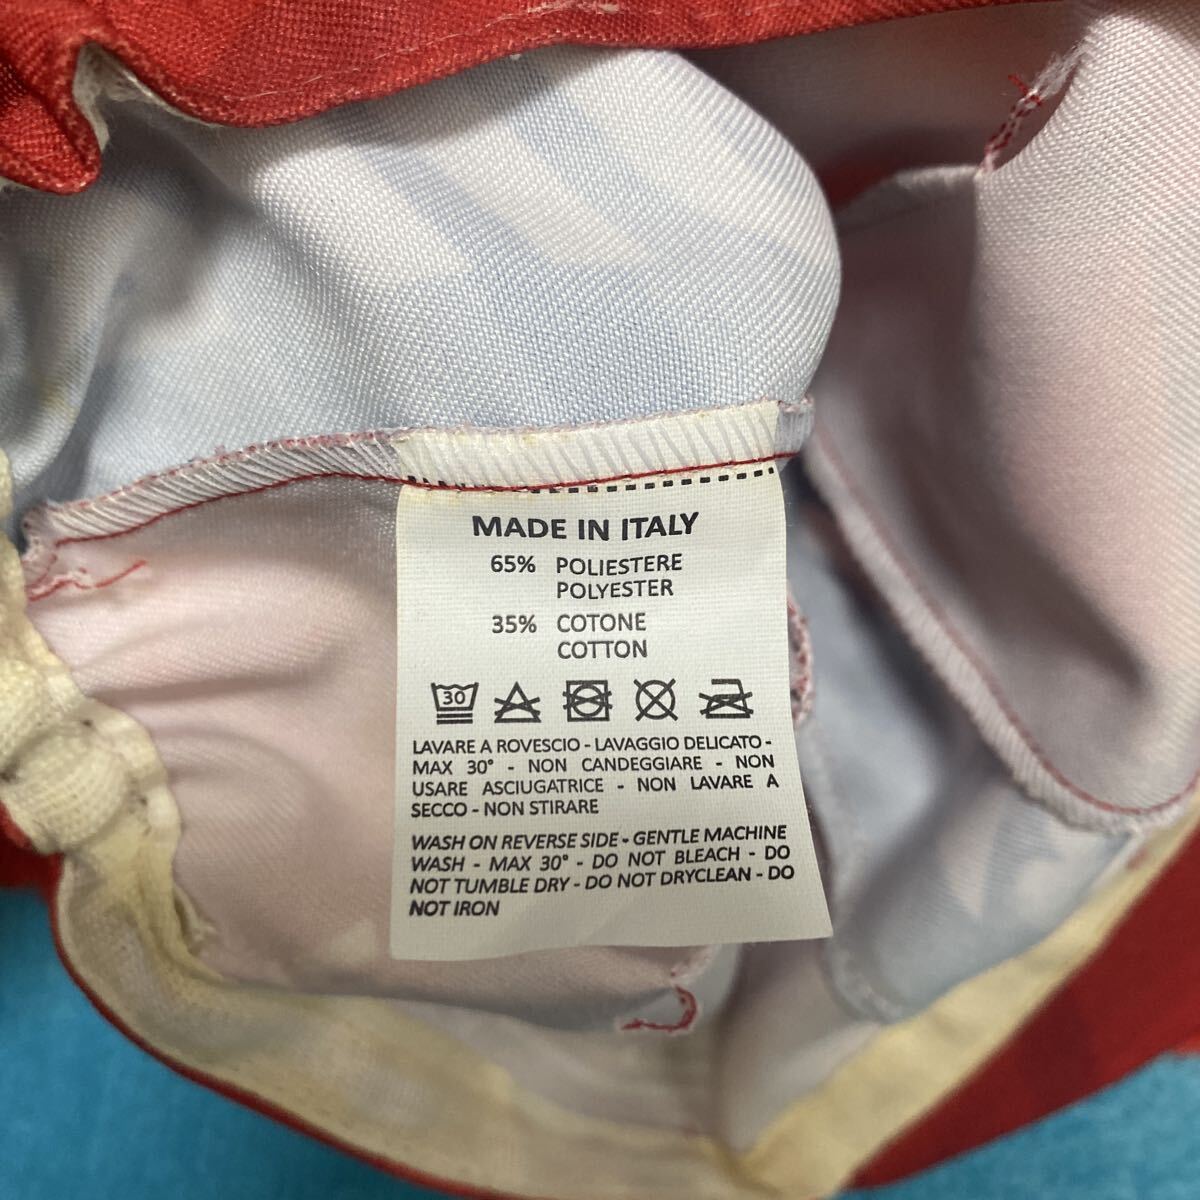 MADE IN ITALY
65% POLIESTERE
POLYESTER
35% COTONE
COTTON
30
LAVARE A ROVESCIO - LAVAGGIO DELICATO -
MAX 30° - NON CANDEGGIARE - NON
USARE ASCIUGATRICE - NON LAVARE A
SECCO - NON STIRARE
WASH ON REVERSE SIDE - GENTLE MACHINE
WASH - MAX 30° - DO NOT BLEACH - DO
NOT TUMBLE DRY - DO NOT DRYCLEAN - DO
NOT IRON